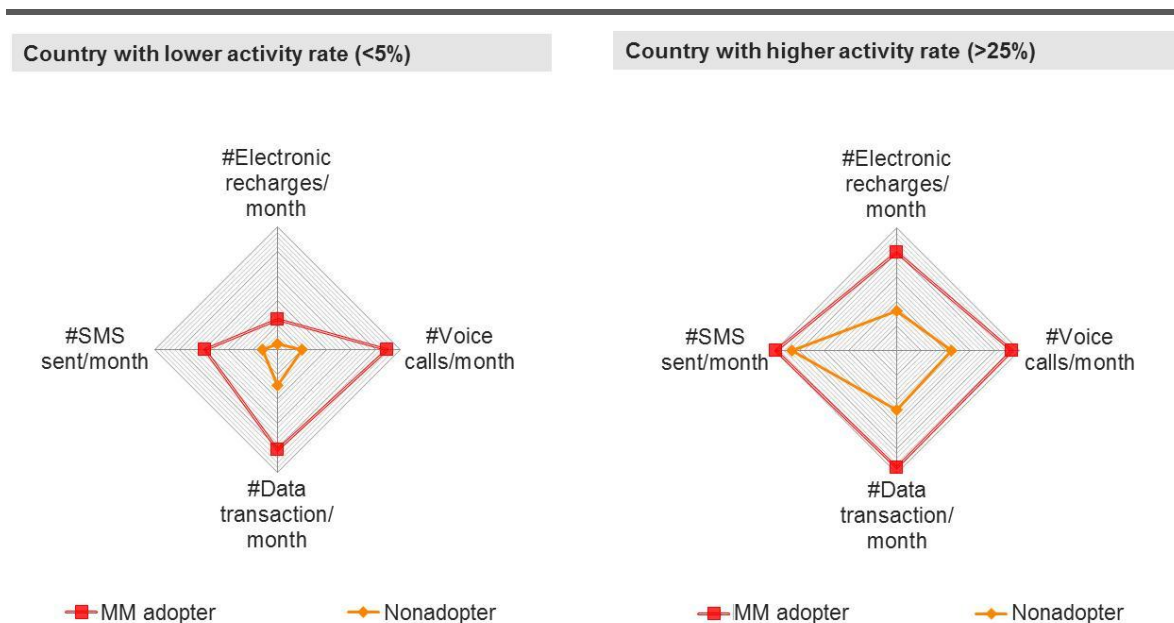 Country with lower activity rate (<5%)
#Electronic
recharges/
month
#SMS
sent/month
#Voice
calls/month
#Data
transaction/
month
MM adopter
Nonadopter
Country with higher activity rate (>25%)
#Electronic
recharges/
month
#SMS
sent/month
#Voice
calls/month
#Data
transaction/
month
MM adopter
Nonadopter